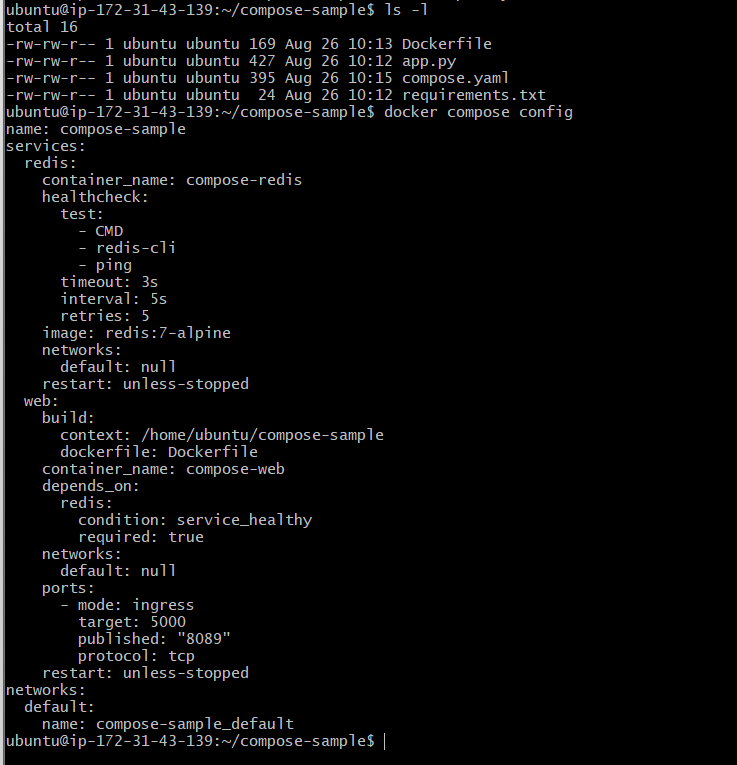 ubuntu@ip-172-31-43-139:~/compose-sample$ ls -l
total 16
-rw-rw-r-- 1 ubuntu ubuntu 169 Aug 26 10:13 Dockerfile
-rw-rw-r-- 1 ubuntu ubuntu 427 Aug 26 10:12 app.py
-rw-rw-r-- 1 ubuntu ubuntu 395 Aug 26 10:15 compose.yaml
-rw-rw-r-- 1 ubuntu ubuntu  24 Aug 26 10:12 requirements.txt
ubuntu@ip-172-31-43-139:~/compose-sample$ docker compose config
name: compose-sample
services:
  redis:
    container_name: compose-redis
    healthcheck:
      test:
        - CMD
        - redis-cli
        - ping
      timeout: 3s
      interval: 5s
      retries: 5
    image: redis:7-alpine
    networks:
      default: null
    restart: unless-stopped
  web:
    build:
      context: /home/ubuntu/compose-sample
      dockerfile: Dockerfile
    container_name: compose-web
    depends_on:
      redis:
        condition: service_healthy
        required: true
    networks:
      default: null
    ports:
      - mode: ingress
        target: 5000
        published: "8089"
        protocol: tcp
    restart: unless-stopped
networks:
  default:
    name: compose-sample_default
ubuntu@ip-172-31-43-139:~/compose-sample$